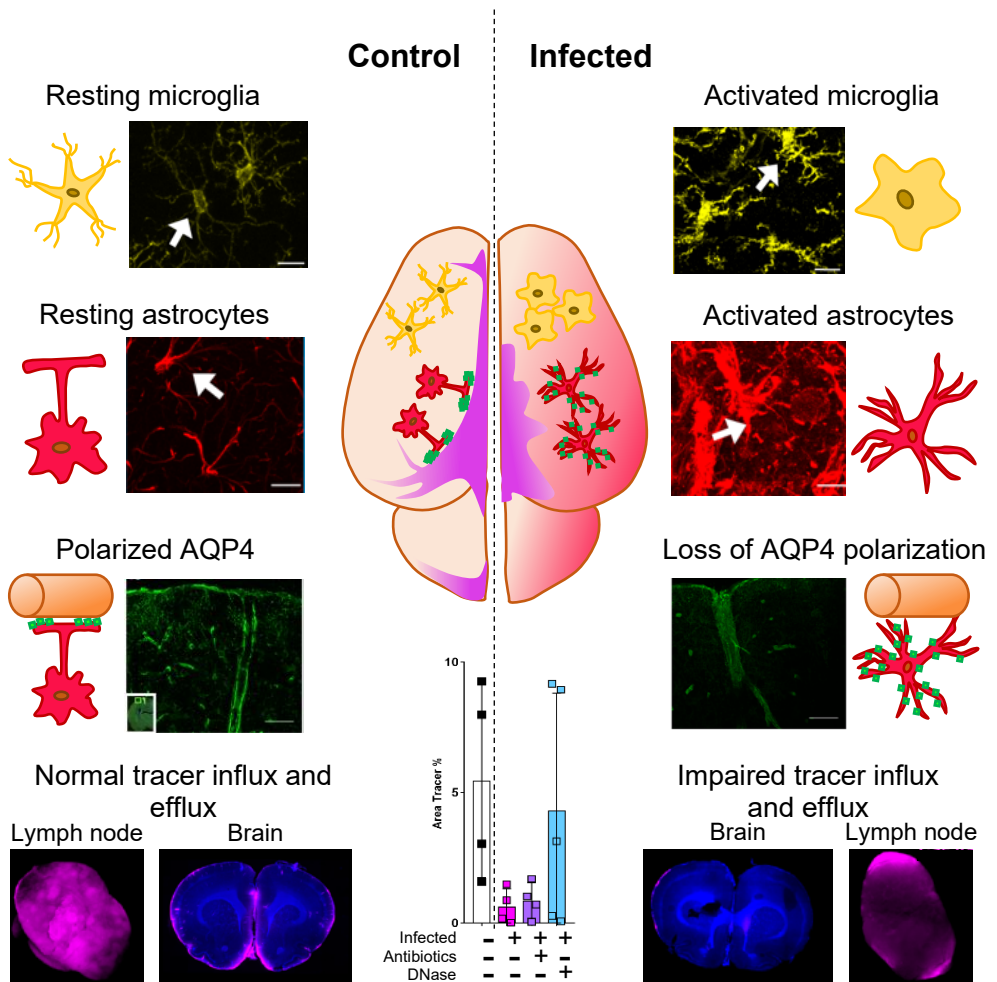 Control
Infected
Resting microglia
Activated microglia
Resting astrocytes
Activated astrocytes
Polarized AQP4
Loss of AQP4 polarization
Normal tracer influx and
efflux
Lymph node
Brain
Impaired tracer influx
and efflux
Brain
Lymph node
10
5
0
Area Tracer %
Infected - + + +
Antibiotics - - + -
DNase - - - +